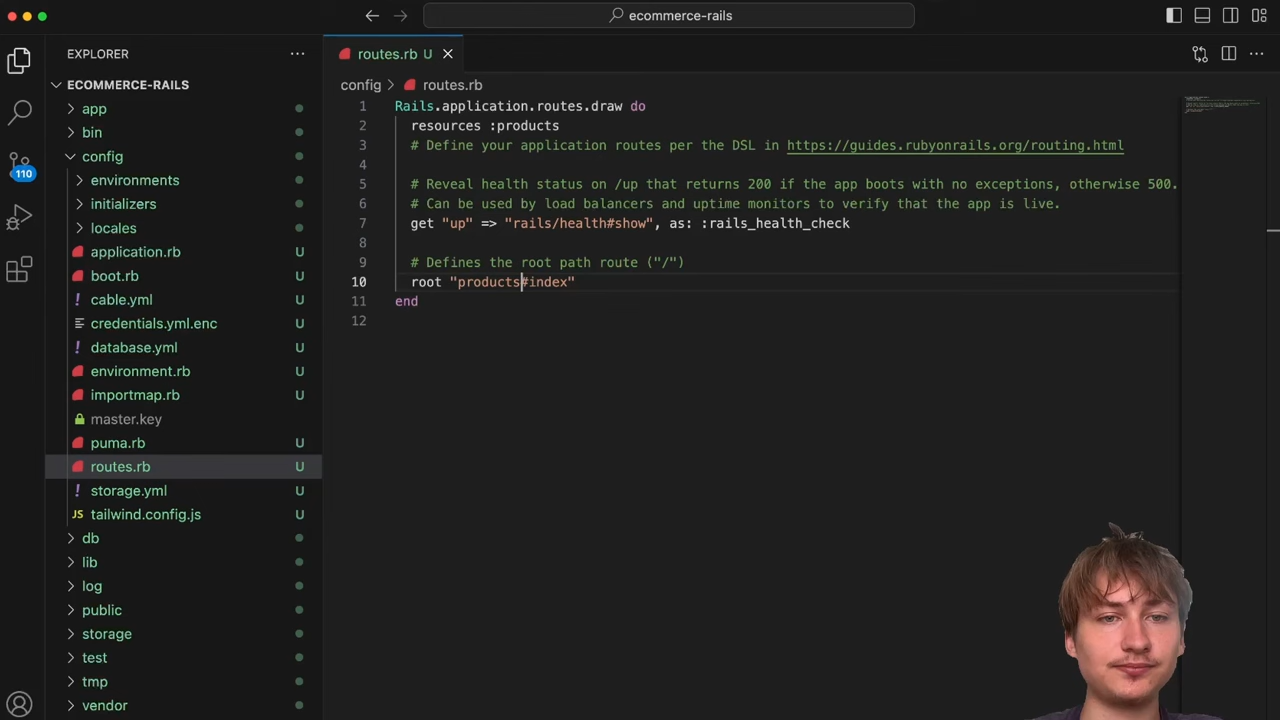 ecommerce-rails
EXPLORER
routes.rb U
ECOMMERCE-RAILS
config
routes.rb
app
bin
config
environments
initializers
locales
application.rb U
boot.rb U
cable.yml U
credentials.yml.enc U
database.yml U
environment.rb U
importmap.rb U
master.key
puma.rb U
routes.rb U
storage.yml U
JS tailwind.config.js U
db
lib
log
public
storage
test
tmp
vendor
110
1 Rails.application.routes.draw do
2 resources :products
3 # Define your application routes per the DSL in https://guides.rubyonrails.org/routing.html
4
5 # Reveal health status on /up that returns 200 if the app boots with no exceptions, otherwise 500.
6 # Can be used by load balancers and uptime monitors to verify that the app is live.
7 get "up" => "rails/health#show", as: :rails_health_check
8
9 # Defines the root path route ("/")
10 root "products#index"
11 end
12